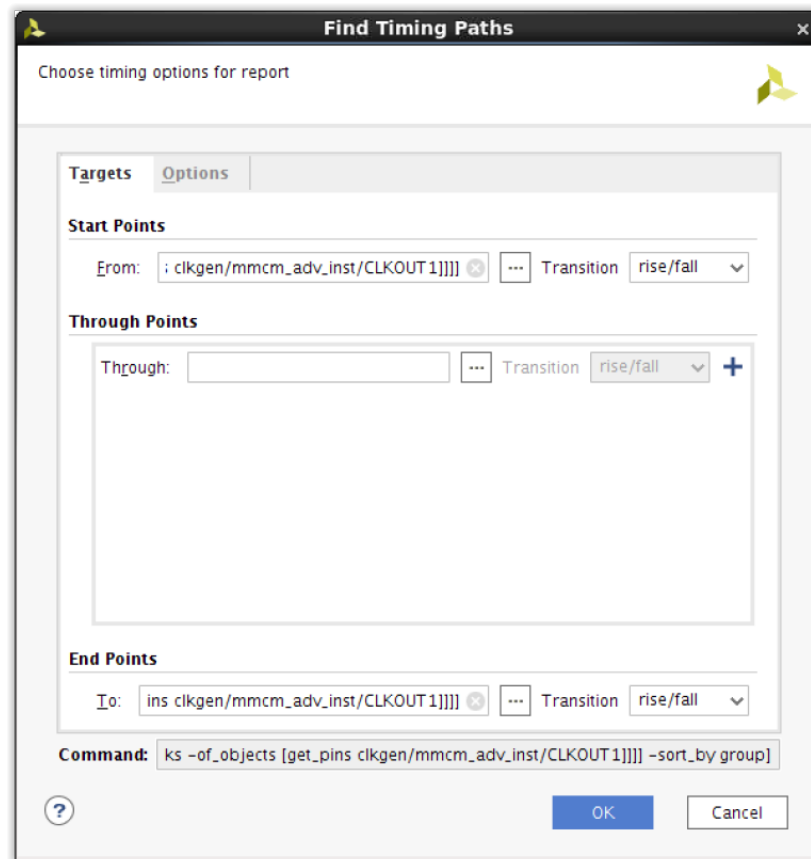 Find Timing Paths
Choose timing options for report
Targets Options
Start Points
From: clkgen/mmcm_adv_inst/CLKOUT1]]]] ... Transition rise/fall
Through Points
Through: ... Transition rise/fall +
End Points
To: ins clkgen/mmcm_adv_inst/CLKOUT1]]]] ... Transition rise/fall
Command: ks -of_objects [get_pins clkgen/mmcm_adv_inst/CLKOUT1]]]] -sort_by group]
? OK Cancel